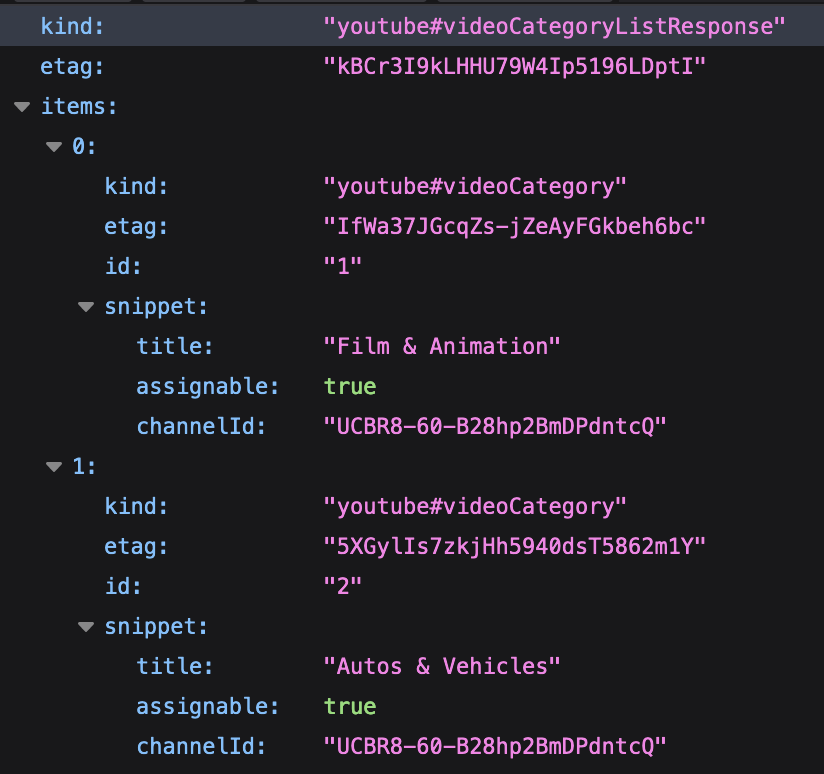 kind: "youtube#videoCategoryListResponse"
etag: "kBCr3I9kLHHU79W4Ip5196LDptI"
items:
0:
kind: "youtube#videoCategory"
etag: "IfWa37JGcqZs-jZeAyFGkbeh6bc"
id: "1"
snippet:
title: "Film & Animation"
assignable: true
channelId: "UCBR8-60-B28hp2BmDPdntcQ"
1:
kind: "youtube#videoCategory"
etag: "5XGylIs7zkjHh5940dsT5862m1Y"
id: "2"
snippet:
title: "Autos & Vehicles"
assignable: true
channelId: "UCBR8-60-B28hp2BmDPdntcQ"